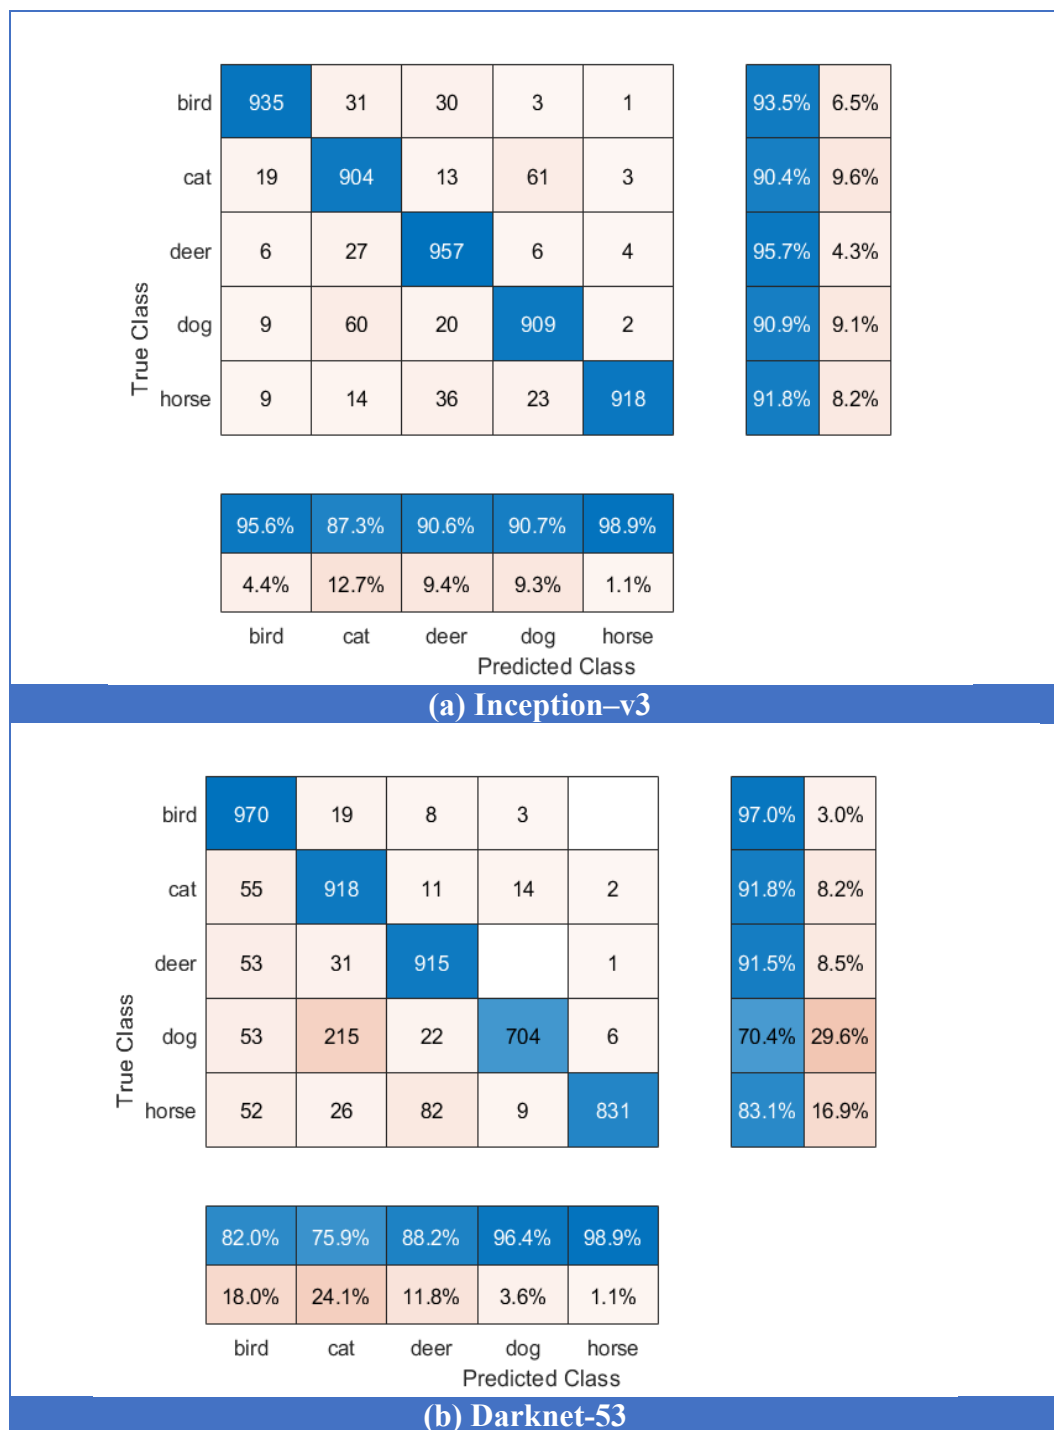 bird 935 31 30 3 1 93.5% 6.5%
cat 19 904 13 61 3 90.4% 9.6%
deer 6 27 957 6 4 95.7% 4.3%
dog 9 60 20 909 2 90.9% 9.1%
horse 9 14 36 23 918 91.8% 8.2%
True Class
95.6% 87.3% 90.6% 90.7% 98.9%
4.4% 12.7% 9.4% 9.3% 1.1%
bird cat deer dog horse
Predicted Class
(a) Inception–v3
bird 970 19 8 3 97.0% 3.0%
cat 55 918 11 14 2 91.8% 8.2%
deer 53 31 915 1 91.5% 8.5%
dog 53 215 22 704 6 70.4% 29.6%
horse 52 26 82 9 831 83.1% 16.9%
True Class
82.0% 75.9% 88.2% 96.4% 98.9%
18.0% 24.1% 11.8% 3.6% 1.1%
bird cat deer dog horse
Predicted Class
(b) Darknet-53